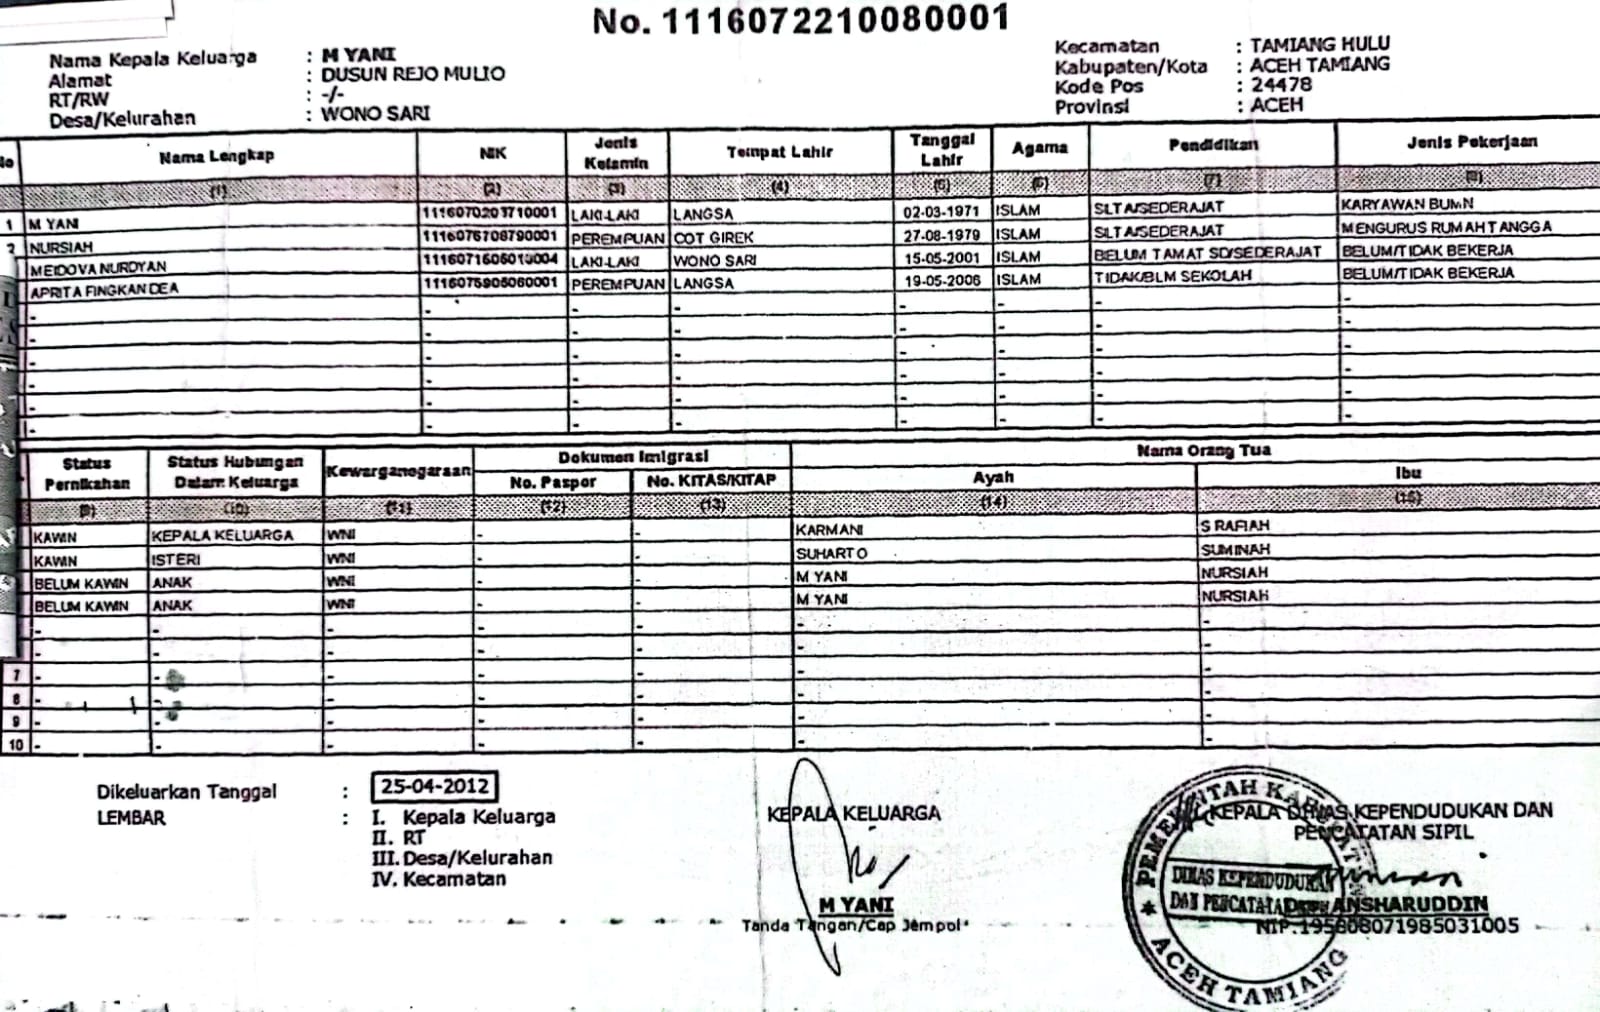 No. 1116072210080001
Nama Kepala Keluarga : M YANI
Alamat : DUSUN REJO MULIO
RT/RW : -/-
Desa/Kelurahan : WONO SARI
Kecamatan : TAMIANG HULU
Kabupaten/Kota : ACEH TAMIANG
Kode Pos : 24478
Provinsi : ACEH
No Nama Lengkap NIK Jenis Kelamin Tempat Lahir Tanggal Lahir Agama Pendidikan Jenis Pekerjaan
(1) (2) (3) (4) (5) (6) (7) (8)
1 M YANI 1116070203710001 LAKI-LAKI LANGSA 02-03-1971 ISLAM SLTA/SEDERAJAT KARYAWAN BUMN
2 NURSIAH 1116076708790001 PEREMPUAN COT GIREK 27-08-1979 ISLAM SLTA/SEDERAJAT MENGURUS RUMAH TANGGA
MEIDOVA NURDYAN LAKI-LAKI WONO SARI 15-05-2001 ISLAM BELUM TAMAT SD/SEDERAJAT BELUM/TIDAK BEKERJA
APRITA FINGKAN DEA 1116075905060001 PEREMPUAN LANGSA 19-05-2006 ISLAM TIDAK/BLM SEKOLAH BELUM/TIDAK BEKERJA
- - - - - - - -
- - - - - - - -
- - - - - - - -
- - - - - - - -
- - - - - - - -
- - - - - - - -
Status Pernikahan Status Hubungan Dalam Keluarga Kewarganegaraan Dokumen Imigrasi Nama Orang Tua
No. Paspor No. KITAS/KITAP Ayah Ibu
(9) (10) (11) (12) (13) (14) (15)
KAWIN KEPALA KELUARGA WNI - - KARMANI S RAFIAH
KAWIN ISTERI WNI - - SUHARTO SUMINAH
BELUM KAWIN ANAK WNI - - M YANI NURSIAH
BELUM KAWIN ANAK WNI - - M YANI NURSIAH
- - - - - - -
- - - - - - -
7 - - - - - - -
8 - - - - - - -
9 - - - - - - -
10 - - - - - - -
Dikeluarkan Tanggal : 25-04-2012
LEMBAR : I. Kepala Keluarga
II. RT
III. Desa/Kelurahan
IV. Kecamatan
KEPALA KELUARGA
M YANI
Tanda Tangan/Cap Jempol
KEPALA DINAS KEPENDUDUKAN DAN
PENCATATAN SIPIL
ANSHARUDDIN
NIP.195808071985031005
PEMERINTAH KABUPATEN
DINAS KEPENDUDUKAN
DAN PENCATATAN
* ACEH TAMIANG